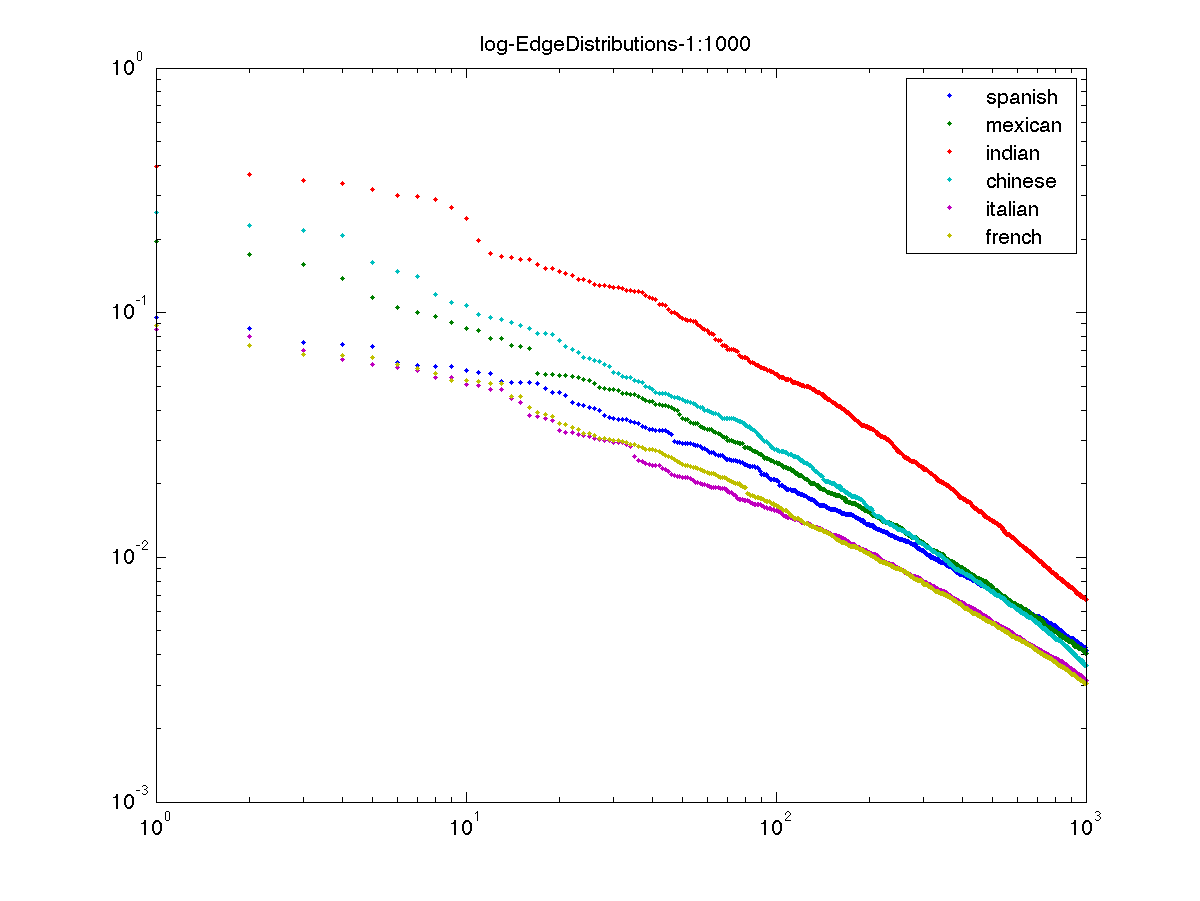 log-EdgeDistributions-1:1000
10^0
spanish
mexican
indian
chinese
italian
french
10^-1
10^-2
10^-3
10^0 10^1 10^2 10^3